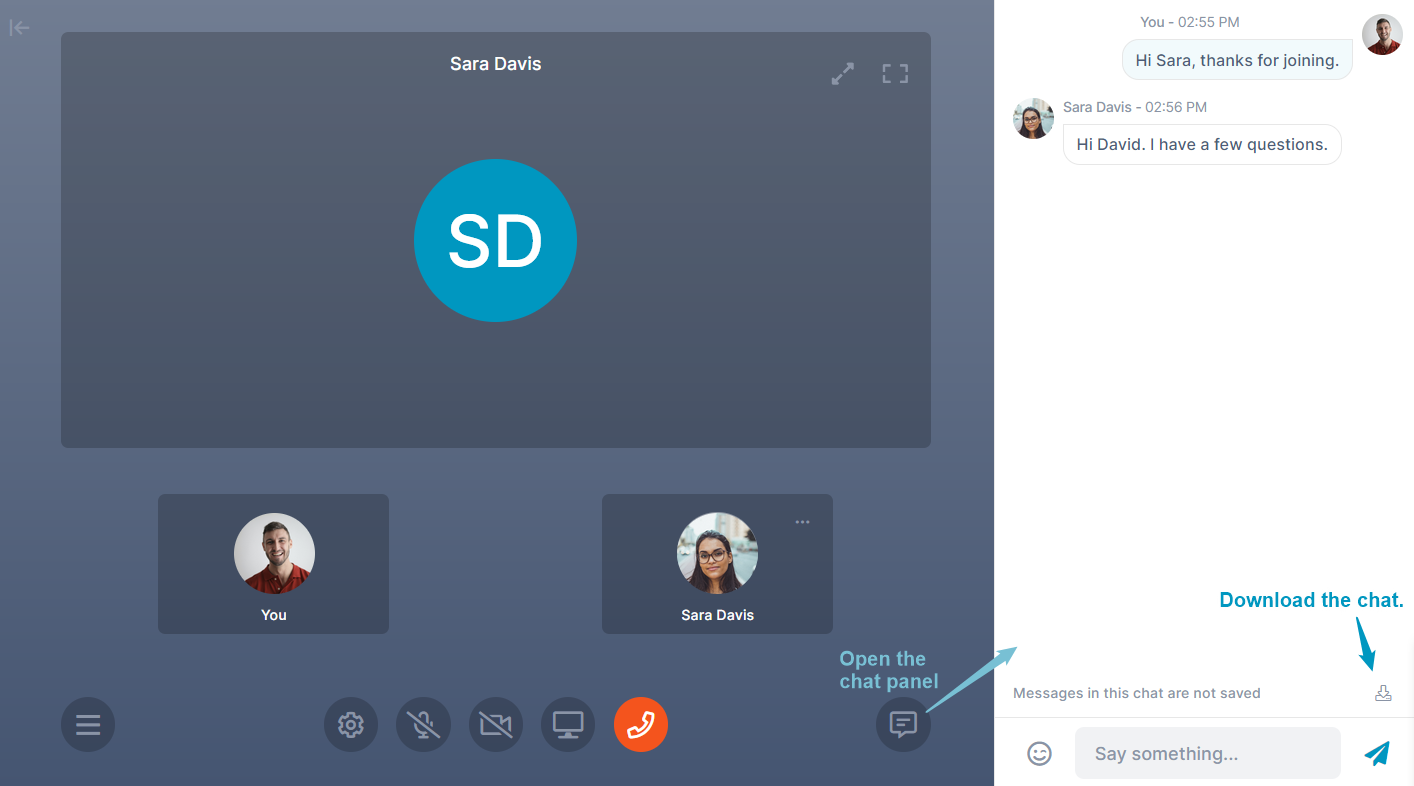 Sara Davis
SD
You
Sara Davis
Open the
chat panel
You - 02:55 PM
Hi Sara, thanks for joining.
Sara Davis - 02:56 PM
Hi David. I have a few questions.
Download the chat.
Messages in this chat are not saved
Say something...